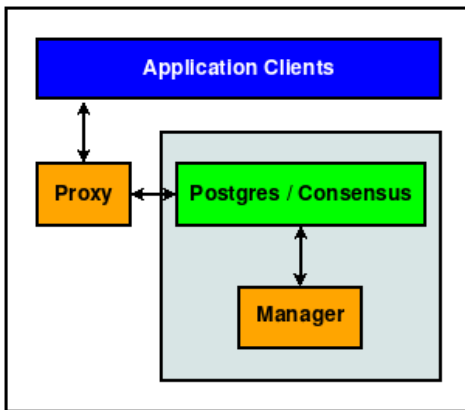 Application Clients
Proxy
Postgres / Consensus
Manager